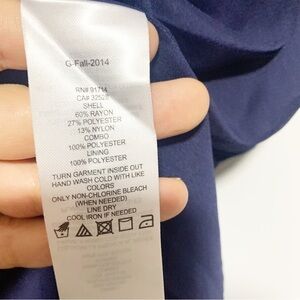 G-Fall-2014
RN# 91714
CA# 32528
SHELL
60% RAYON
27% POLYESTER
13% NYLON
COMBO
100% POLYESTER
LINING
100% POLYESTER
TURN GARMENT INSIDE OUT
HAND WASH COLD WITH LIKE
COLORS
ONLY NON-CHLORINE BLEACH
(WHEN NEEDED)
LINE DRY
COOL IRON IF NEEDED